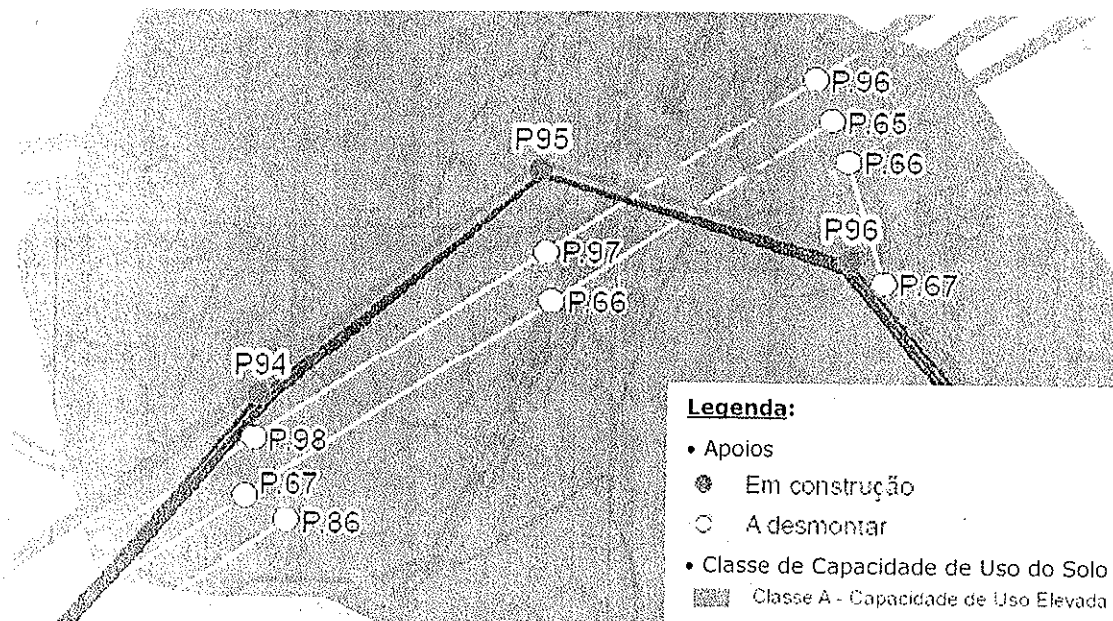 P.96
P.65
P95
P.66
P96
P.97
P.67
P.66
P94
P.98
P.67
P.86
Legenda:
• Apoios
Em construção
A desmontar
• Classe de Capacidade de Uso do Solo
Classe A - Capacidade de Uso Elevada